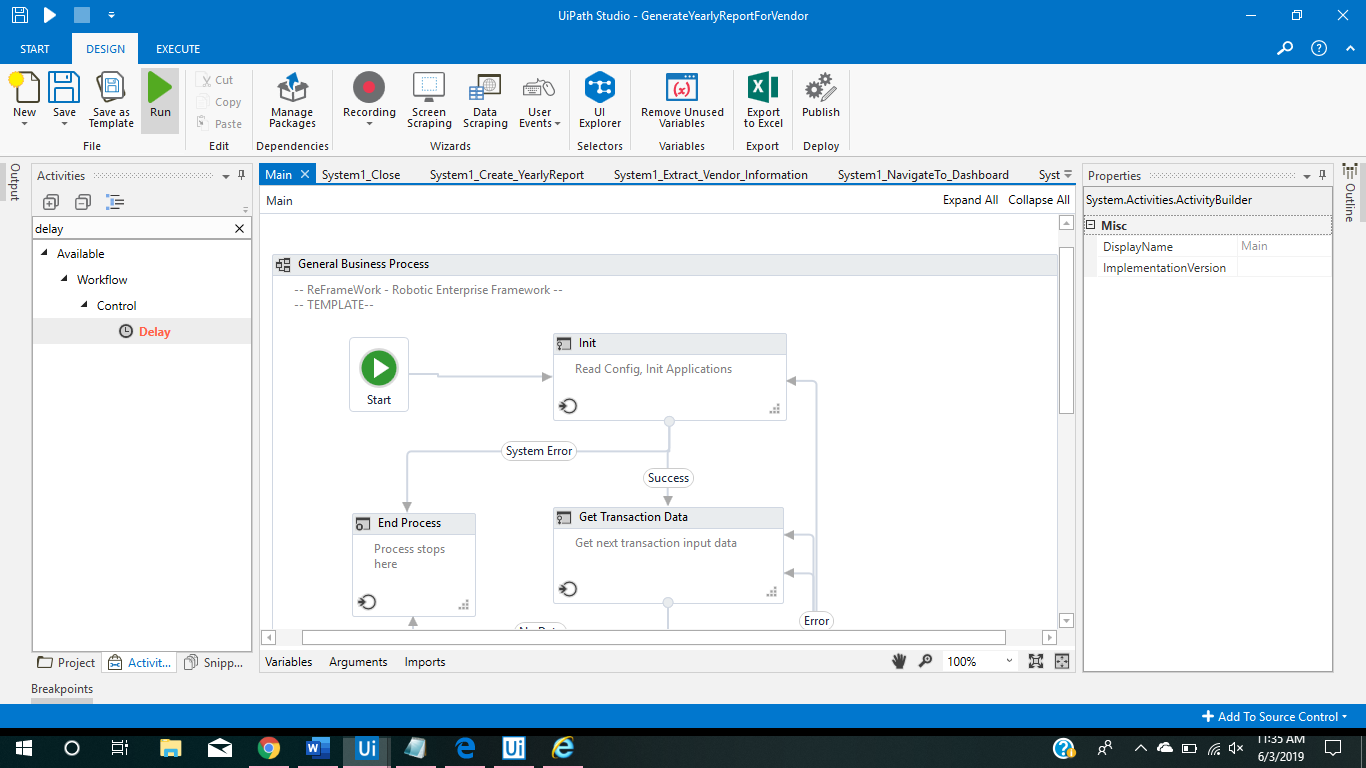 UiPath Studio - GenerateYearlyReportForVendor
START DESIGN EXECUTE
New Save Save as Template Run
Cut
Copy
Paste
Manage Packages Recording Screen Scraping Data Scraping User Events UI Explorer Remove Unused Variables Export to Excel Publish
File Edit Dependencies Wizards Selectors Variables Export Deploy
Output
Activities
delay
Available
Workflow
Control
Delay
Project Activit... Snipp...
Breakpoints
Main System1_Close System1_Create_YearlyReport System1_Extract_Vendor_Information System1_NavigateTo_Dashboard Syst
Main Expand All Collapse All
General Business Process
-- ReFrameWork - Robotic Enterprise Framework --
-- TEMPLATE--
Start
Init
Read Config, Init Applications
System Error
Success
End Process
Process stops
here
Get Transaction Data
Get next transaction input data
Error
Variables Arguments Imports 100%
Properties
System.Activities.ActivityBuilder
Misc
DisplayName Main
ImplementationVersion
Outline
Add To Source Control
Ui Ui
11:35 AM
6/3/2019